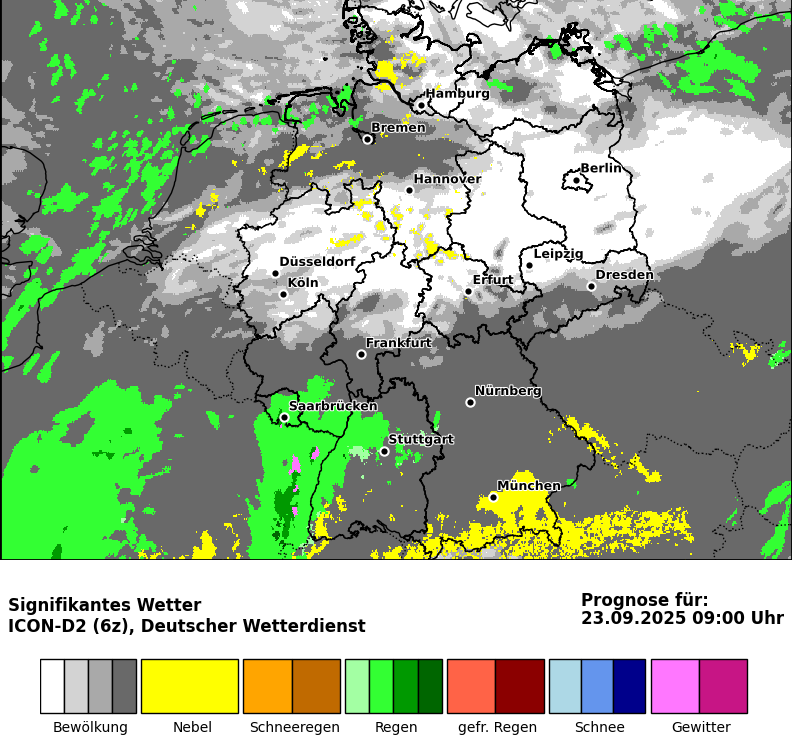 Hamburg
Bremen
Berlin
Hannover
Leipzig
Düsseldorf
Köln
Erfurt
Dresden
Frankfurt
Nürnberg
Saarbrücken
Stuttgart
München
Signifikantes Wetter
ICON-D2 (6z), Deutscher Wetterdienst
Prognose für:
23.09.2025 09:00 Uhr
Bewölkung
Nebel
Schneeregen
Regen
gefr. Regen
Schnee
Gewitter